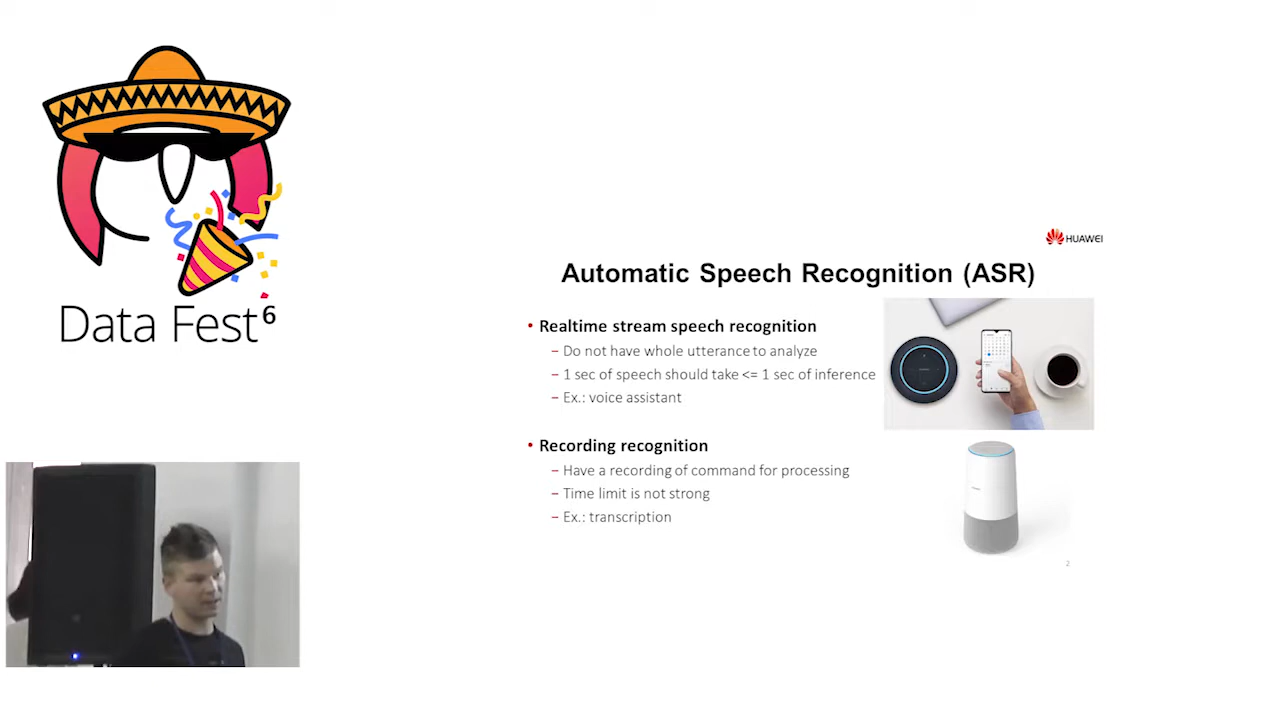 Data Fest⁶
HUAWEI
Automatic Speech Recognition (ASR)
• Realtime stream speech recognition
− Do not have whole utterance to analyze
− 1 sec of speech should take <= 1 sec of inference
− Ex.: voice assistant
• Recording recognition
− Have a recording of command for processing
− Time limit is not strong
− Ex.: transcription
2